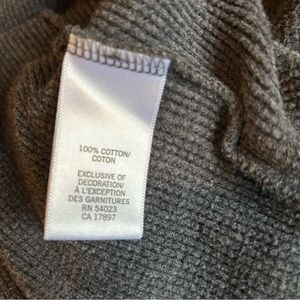 100% COTTON/
COTON
EXCLUSIVE OF
DECORATION/
À L'EXCEPTION
DES GARNITURES
RN 54023
CA 17897